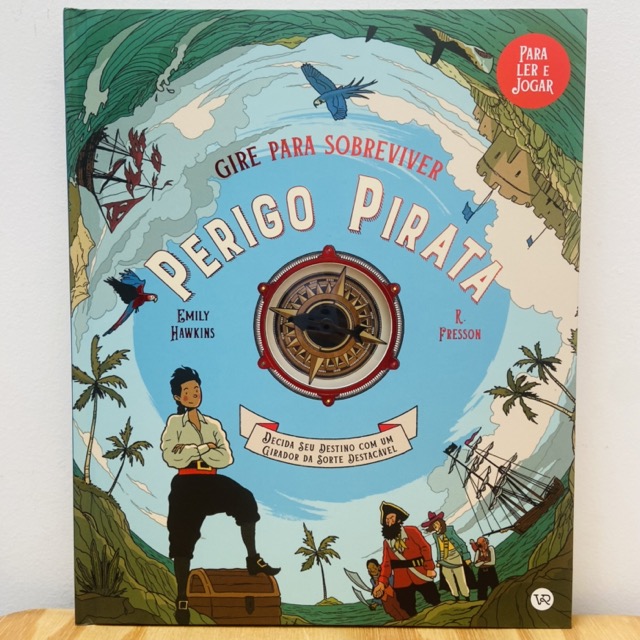 PARA
LER E
JOGAR
GIRE PARA SOBREVIVER
PERIGO PIRATA
EMILY
HAWKINS
R.
FRESSON
DECIDA SEU DESTINO COM UM
GIRADOR DA SORTE DESTACÁVEL
VR